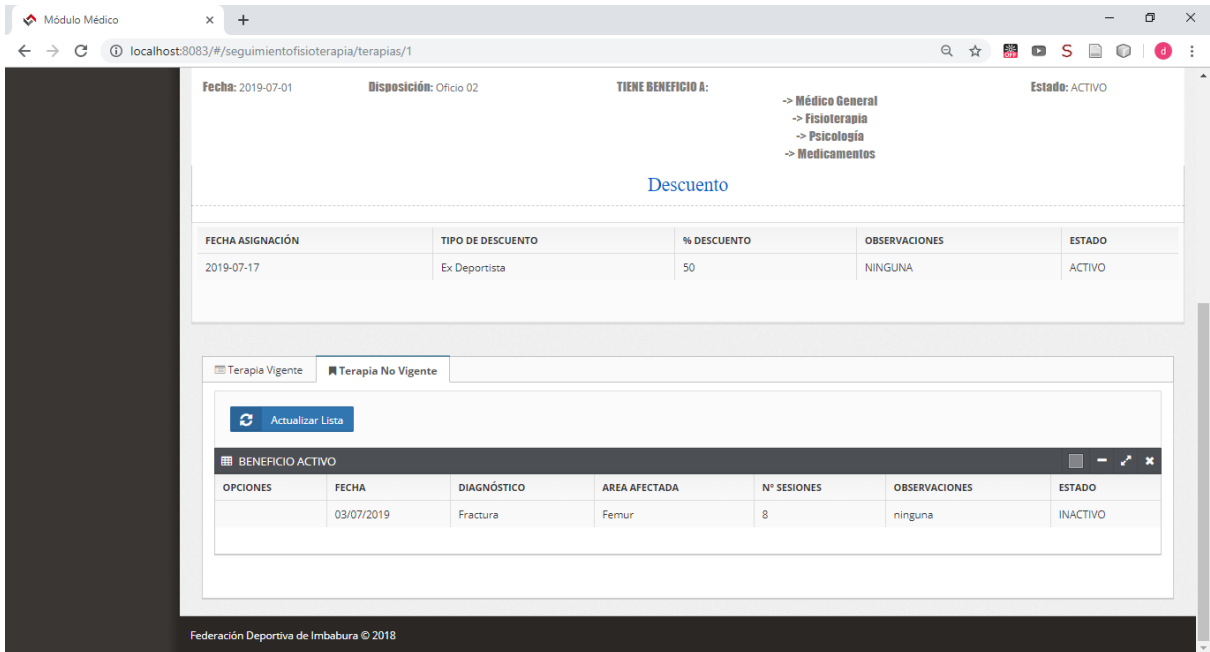 Módulo Médico
localhost:8083/#/seguimientofisioterapia/terapias/1
OFF S d
Fecha: 2019-07-01 Disposición: Oficio 02 TIENE BENEFICIO A: Estado: ACTIVO
-> Médico General
-> Fisioterapia
-> Psicología
-> Medicamentos
Descuento
FECHA ASIGNACIÓN TIPO DE DESCUENTO % DESCUENTO OBSERVACIONES ESTADO
2019-07-17 Ex Deportista 50 NINGUNA ACTIVO
Terapia Vigente Terapia No Vigente
Actualizar Lista
BENEFICIO ACTIVO
OPCIONES FECHA DIAGNÓSTICO AREA AFECTADA Nº SESIONES OBSERVACIONES ESTADO
03/07/2019 Fractura Femur 8 ninguna INACTIVO
Federación Deportiva de Imbabura © 2018